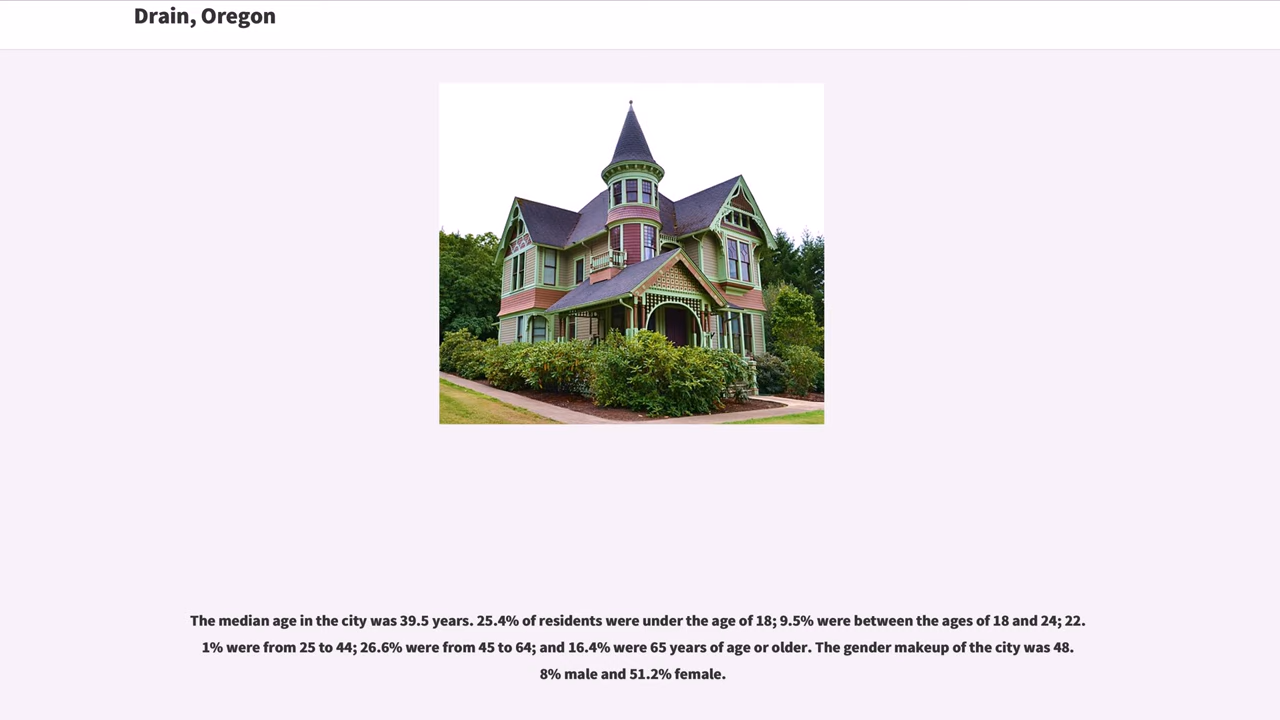 Drain, Oregon
The median age in the city was 39.5 years. 25.4% of residents were under the age of 18; 9.5% were between the ages of 18 and 24; 22.
1% were from 25 to 44; 26.6% were from 45 to 64; and 16.4% were 65 years of age or older. The gender makeup of the city was 48.
8% male and 51.2% female.